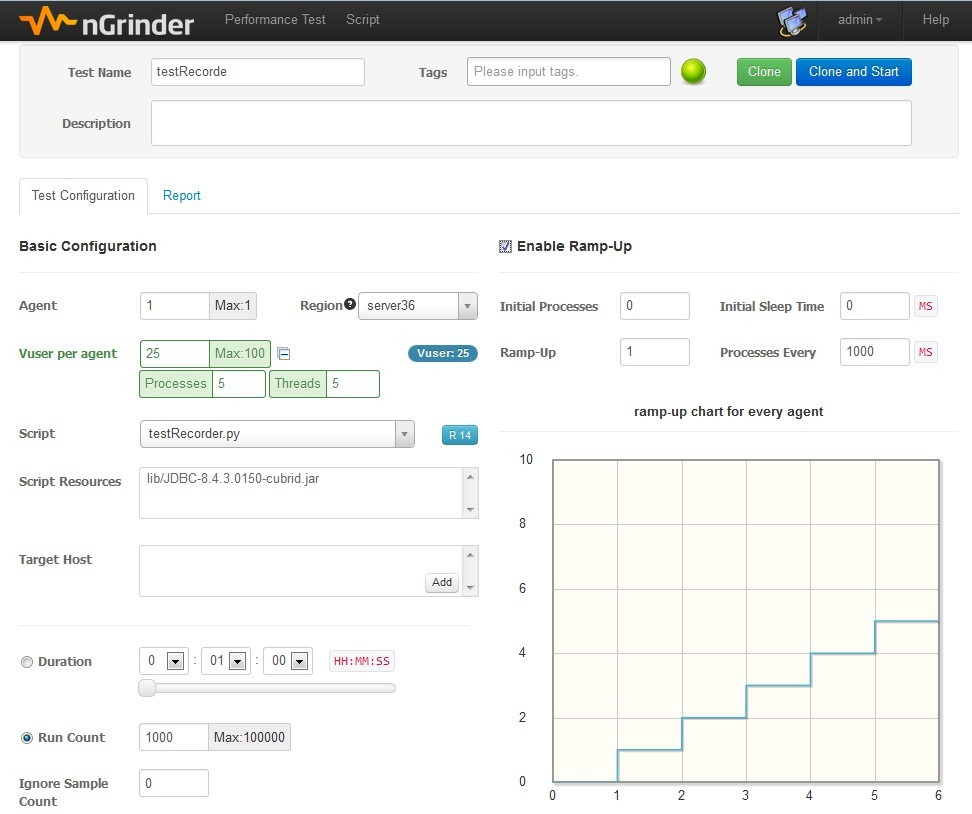 nGrinder Performance Test Script admin Help
Test Name testRecorde Tags Please input tags. Clone Clone and Start
Description
Test Configuration Report
Basic Configuration
Agent 1 Max:1 Region ? server36
Vuser per agent 25 Max:100 Vuser: 25
Processes 5 Threads 5
Script testRecorder.py R 14
Script Resources lib/JDBC-8.4.3.0150-cubrid.jar
Target Host
Add
Duration 0 : 01 : 00 HH:MM:SS
Run Count 1000 Max:100000
Ignore Sample 0
Count
Enable Ramp-Up
Initial Processes 0 Initial Sleep Time 0 MS
Ramp-Up 1 Processes Every 1000 MS
ramp-up chart for every agent
10
8
6
4
2
0
0 1 2 3 4 5 6